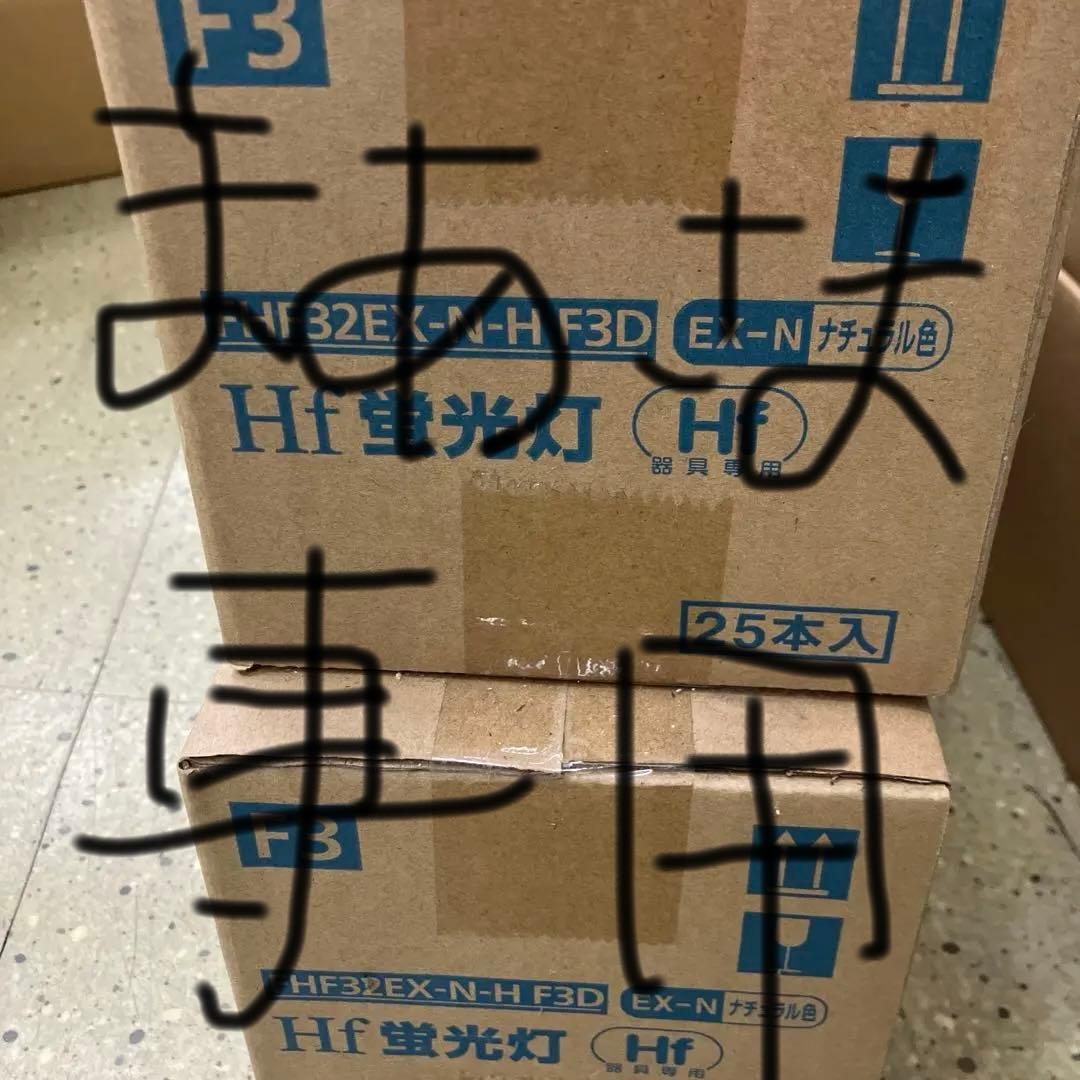 F3
まあさま
FHF32EX-N-H F3D EX-N ナチュラル色
Hf 蛍光灯 Hf
器具専用
25本入
専用
F3
FHF32EX-N-H F3D EX-N ナチュラル色
Hf 蛍光灯 Hf
器具専用